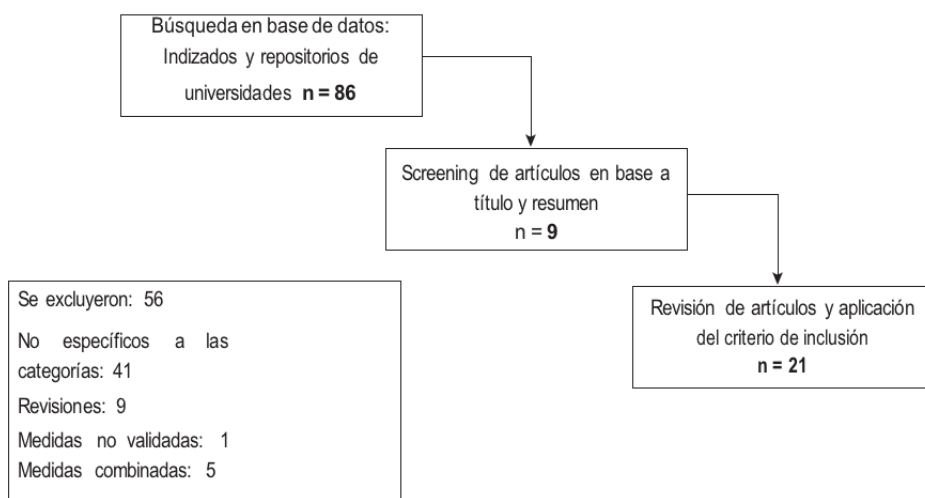 Búsqueda en base de datos:
Indizados y repositorios de
universidades n = 86
Screening de artículos en base a
título y resumen
n = 9
Revisión de artículos y aplicación
del criterio de inclusión
n = 21
Se excluyeron: 56
No específicos a las
categorías: 41
Revisiones: 9
Medidas no validadas: 1
Medidas combinadas: 5